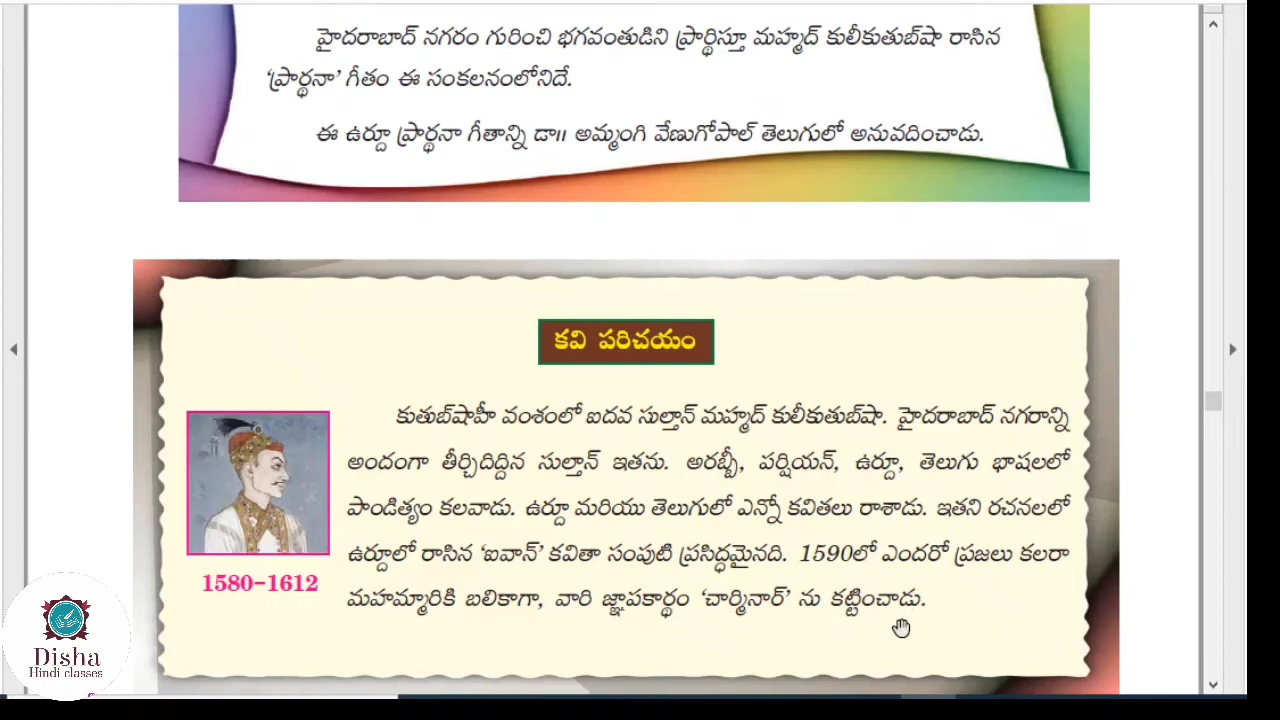 హైదరాబాద్ నగరం గురించి భగవంతుడిని ప్రార్థిస్తూ మహ్మద్ కులీకుతుబ్‌షా రాసిన
‘ప్రార్థనా’ గీతం ఈ సంకలనంలోనిదే.
ఈ ఉర్దూ ప్రార్థనా గీతాన్ని డా॥ అమ్మంగి వేణుగోపాల్ తెలుగులో అనువదించాడు.
కవి పరిచయం
కుతుబ్‌షాహీ వంశంలో ఐదవ సుల్తాన్ మహ్మద్ కులీకుతుబ్‌షా. హైదరాబాద్ నగరాన్ని
అందంగా తీర్చిదిద్దిన సుల్తాన్ ఇతను. అరబ్బీ, పర్షియన్, ఉర్దూ, తెలుగు భాషలలో
పాండిత్యం కలవాడు. ఉర్దూ మరియు తెలుగులో ఎన్నో కవితలు రాశాడు. ఇతని రచనలలో
ఉర్దూలో రాసిన ‘ఐవాన్’ కవితా సంపుటి ప్రసిద్ధమైనది. 1590లో ఎందరో ప్రజలు కలరా
మహమ్మారికి బలికాగా, వారి జ్ఞాపకార్థం ‘చార్మినార్’ ను కట్టించాడు.
1580-1612
Disha
Hindi classes